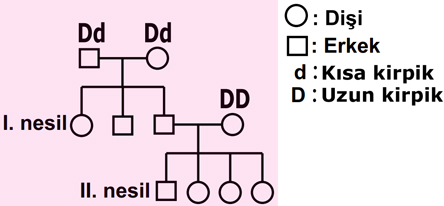 Dd Dd
DD
I. nesil
II. nesil
: Dişi
: Erkek
d : Kısa kirpik
D : Uzun kirpik